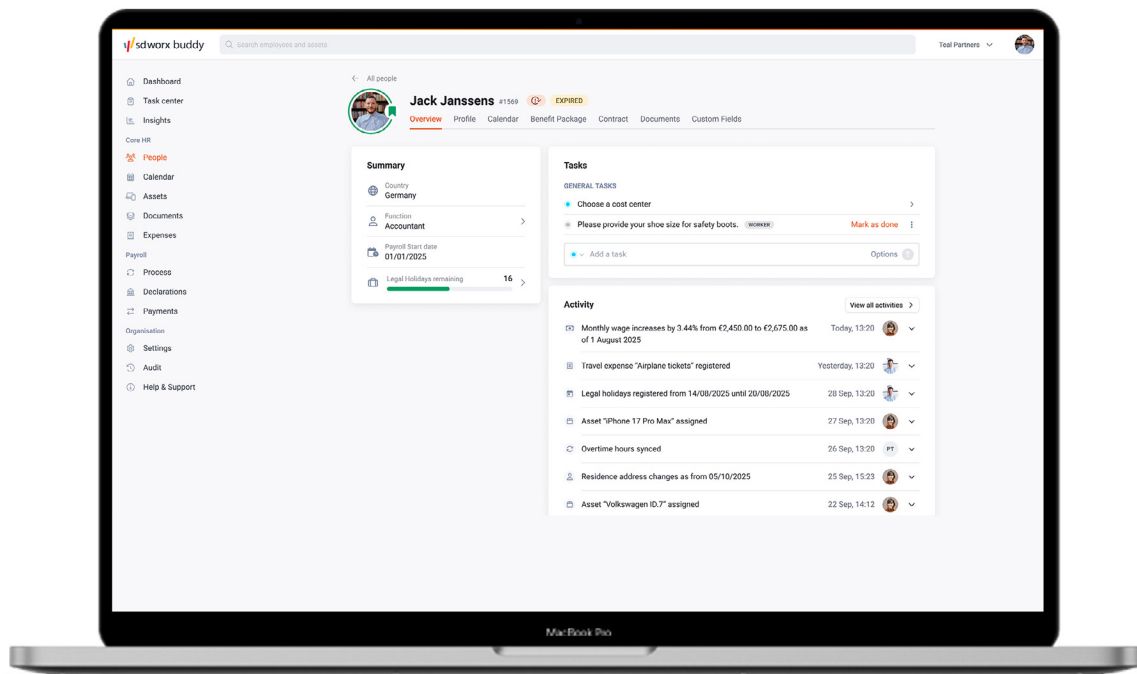 sdworx buddy
Search employees and assets
Teal Partners
Dashboard
Task center
Insights
Core HR
People
Calendar
Assets
Documents
Expenses
Payroll
Process
Declarations
Payments
Organisation
Settings
Audit
Help & Support
All people
Jack Janssens #1569 EXPIRED
Overview Profile Calendar Benefit Package Contract Documents Custom Fields
Summary
Country
Germany
Function
Accountant
Payroll Start date
01/01/2025
Legal Holidays remaining 16
Tasks
GENERAL TASKS
Choose a cost center
Please provide your shoe size for safety boots. WORKER Mark as done
Add a task Options
Activity View all activities
Monthly wage increases by 3.44% from €2,450.00 to €2,675.00 as Today, 13:20
of 1 August 2025
Travel expense "Airplane tickets" registered Yesterday, 13:20
Legal holidays registered from 14/08/2025 until 20/08/2025 28 Sep, 13:20
Asset "iPhone 17 Pro Max" assigned 27 Sep, 13:20
Overtime hours synced 26 Sep, 13:20 PT
Residence address changes as from 05/10/2025 25 Sep, 15:23
Asset "Volkswagen ID.7" assigned 22 Sep, 14:12
MacBook Pro